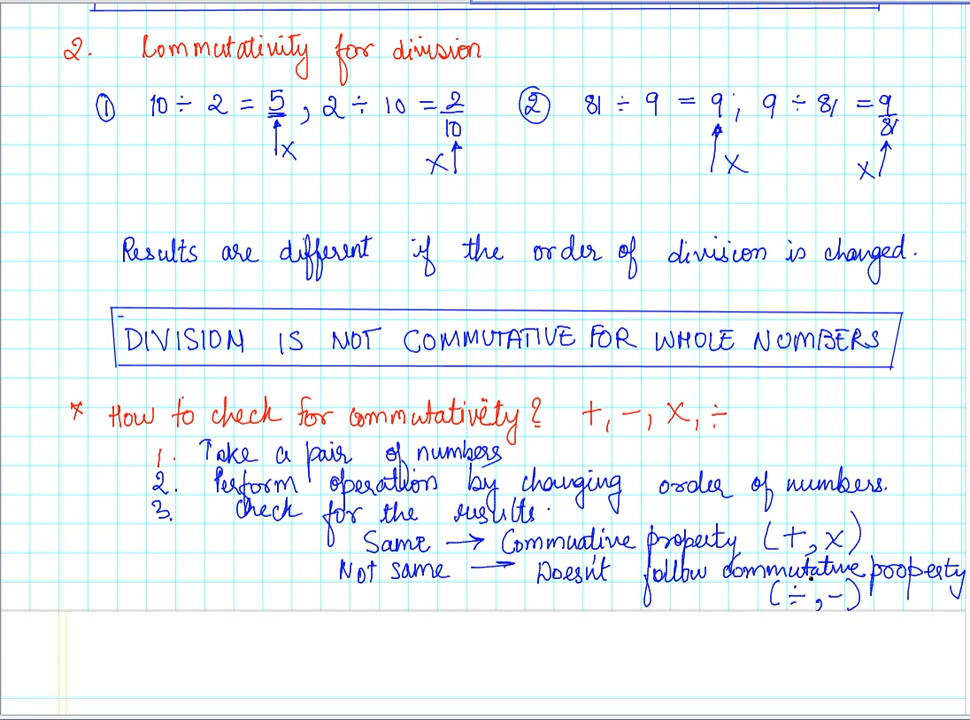 2. Commutativity for division
① 10 ÷ 2 = 5, 2 ÷ 10 = 2/10 ② 81 ÷ 9 = 9; 9 ÷ 81 = 9/81
x x x x
Results are different if the order of division is changed.
DIVISION IS NOT COMMUTATIVE FOR WHOLE NUMBERS
* How to check for commutativity? +, -, x, ÷
1. Take a pair of numbers
2. Perform operation by changing order of numbers.
3. Check for the results.
Same → Commutive property (+, x)
Not same → Doesn't follow commutative property
(÷, -)